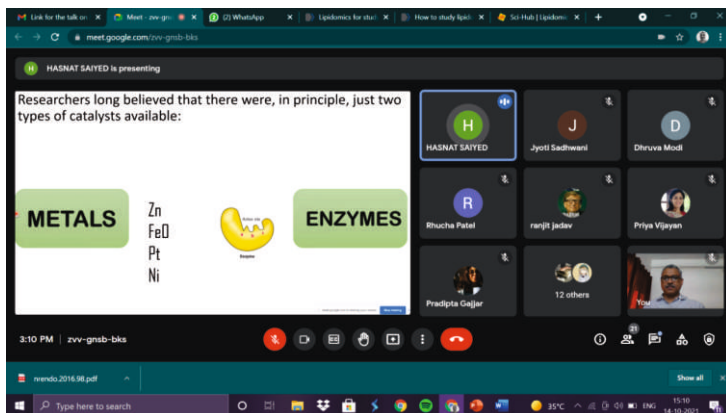 Link for the talk on
Meet - zvv-gns
(2) WhatsApp
Lipidomics for stud
How to study lipid
Sci-Hub | Lipidomic
meet.google.com/zvv-gnsb-bks
H
HASNAT SAIYED is presenting
Researchers long believed that there were, in principle, just two
types of catalysts available:
METALS
Zn
Pt
Ni
Active site
Enzyme
ENZYMES
H
HASNAT SAIYED
J
Jyoti Sadhwani
D
Dhruva Modi
R
Rhucha Patel
ranjit jadav
Priya Vijayan
Pradipta Gajjar
12 others
You
3:10 PM | zvv-gnsb-bks
21
nrendo.2016.98.pdf
Show all
Type here to search
35°C
ENG
15:10
14-10-2021